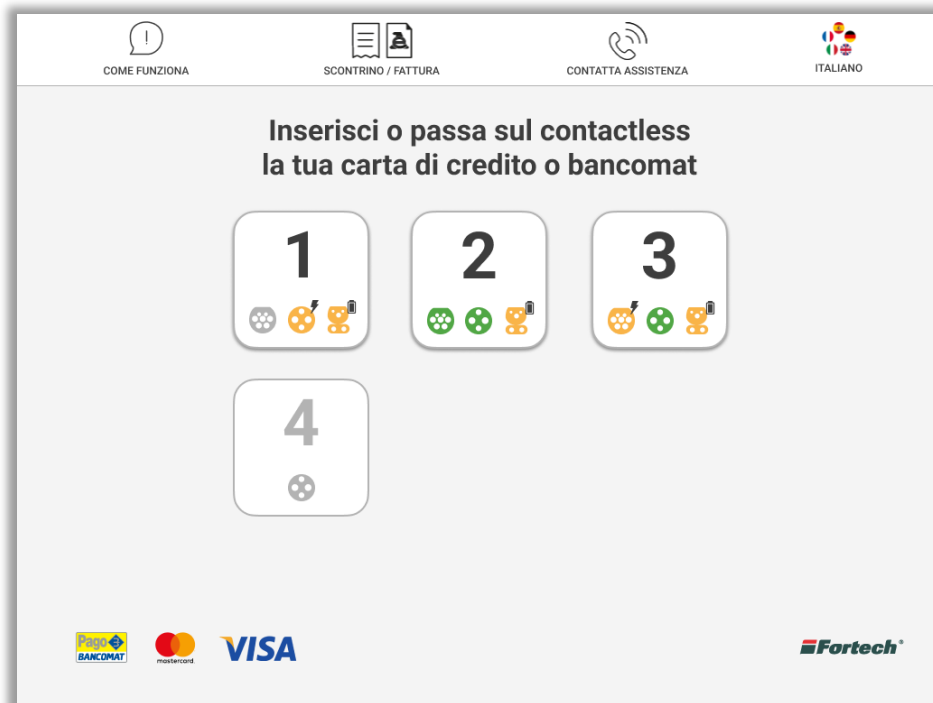 COME FUNZIONA
SCONTRINO / FATTURA
CONTATTA ASSISTENZA
ITALIANO
Inserisci o passa sul contactless
la tua carta di credito o bancomat
1
2
3
4
Pago
BANCOMAT
mastercard.
VISA
Fortech®